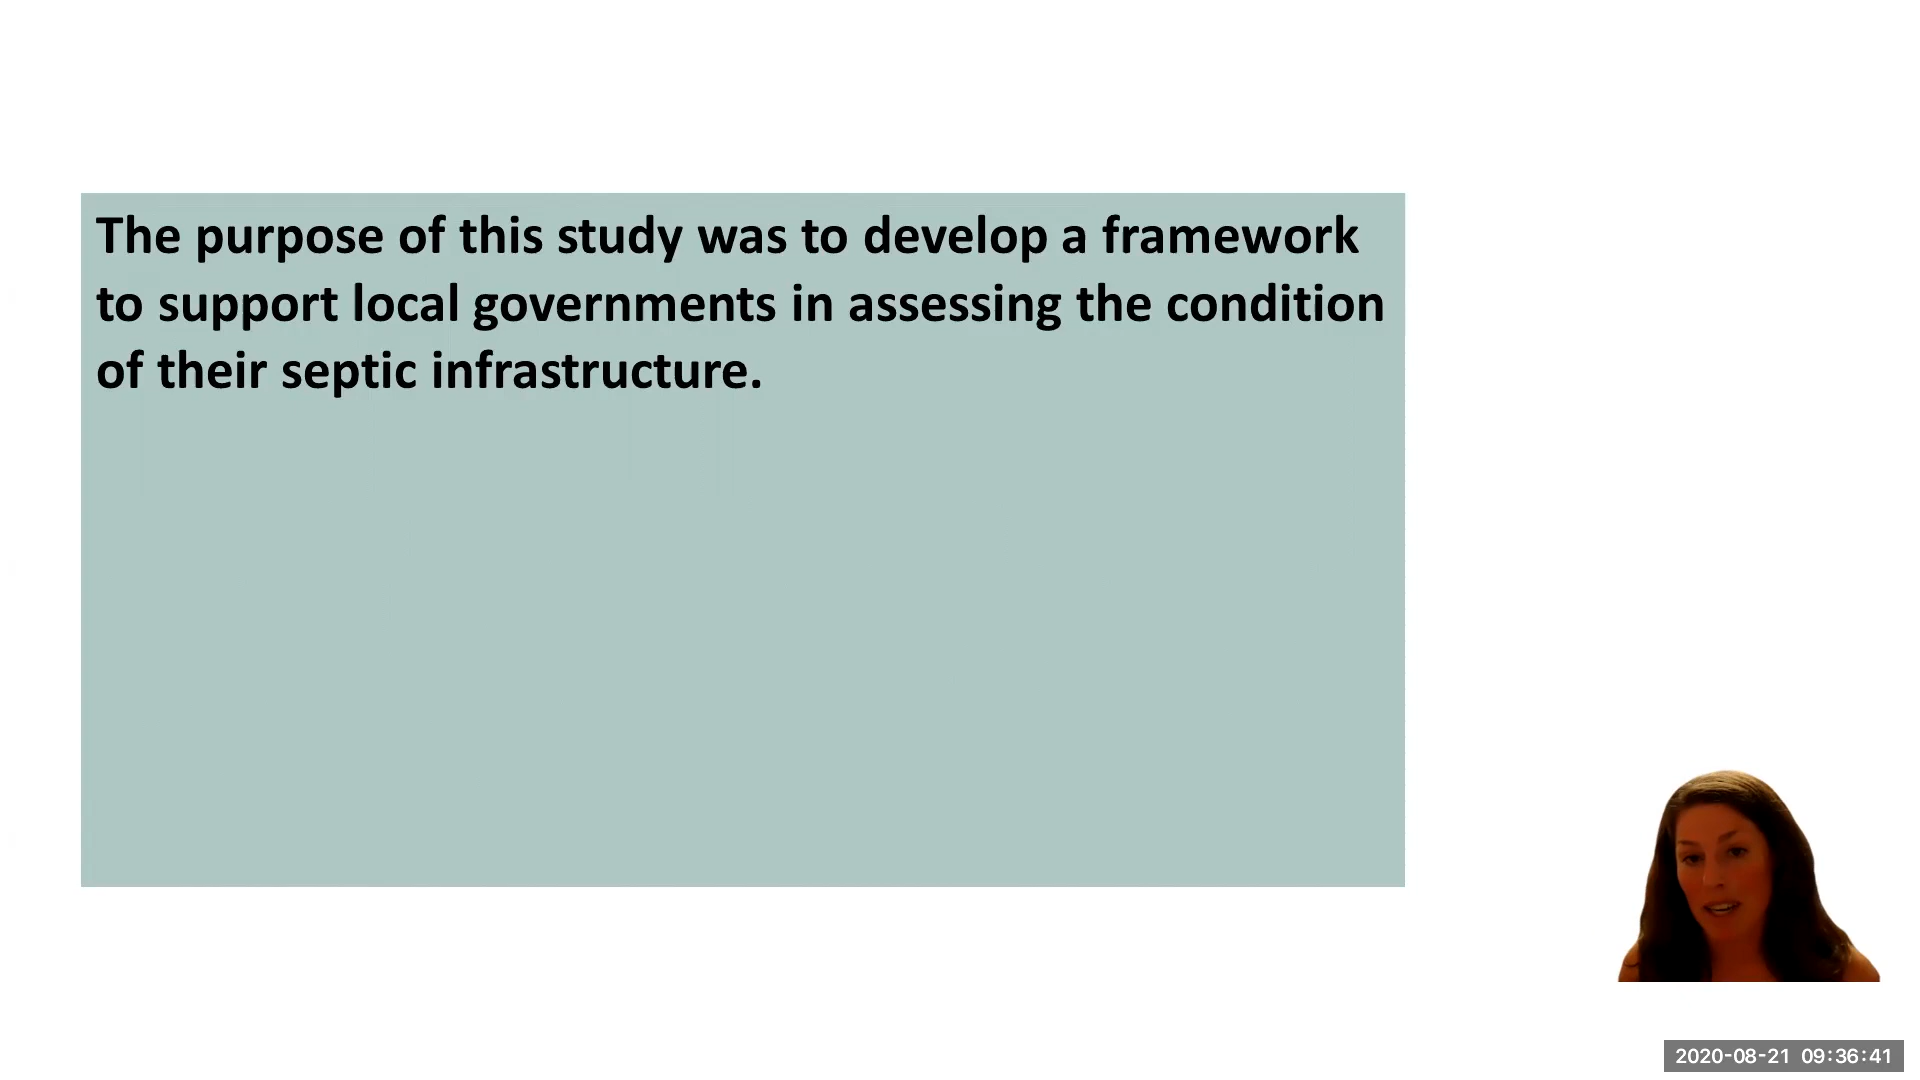 The purpose of this study was to develop a framework
to support local governments in assessing the condition
of their septic infrastructure.
2020-08-21 09:36:41